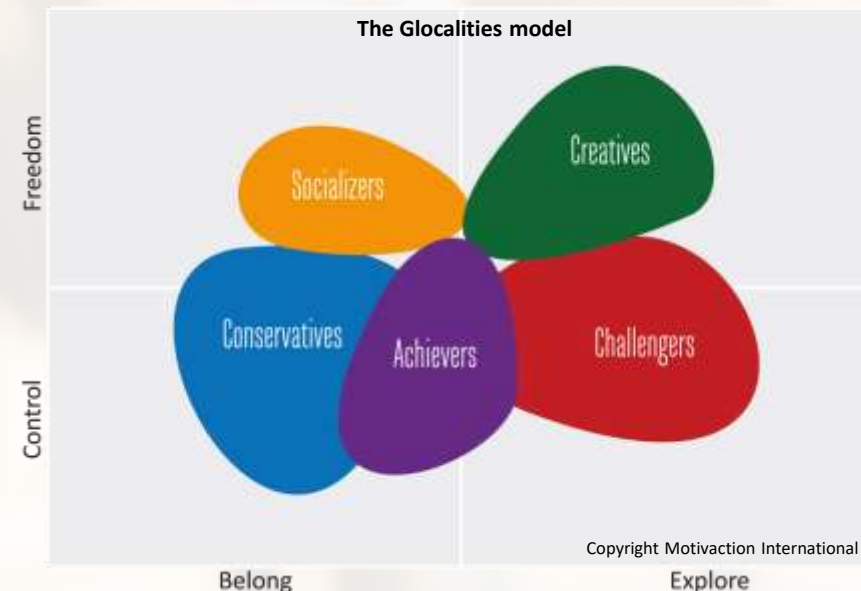 The Glocalities model
Freedom
Creatives
Socializers
Conservatives
Achievers
Challengers
Control
Copyright Motivaction International
Belong
Explore